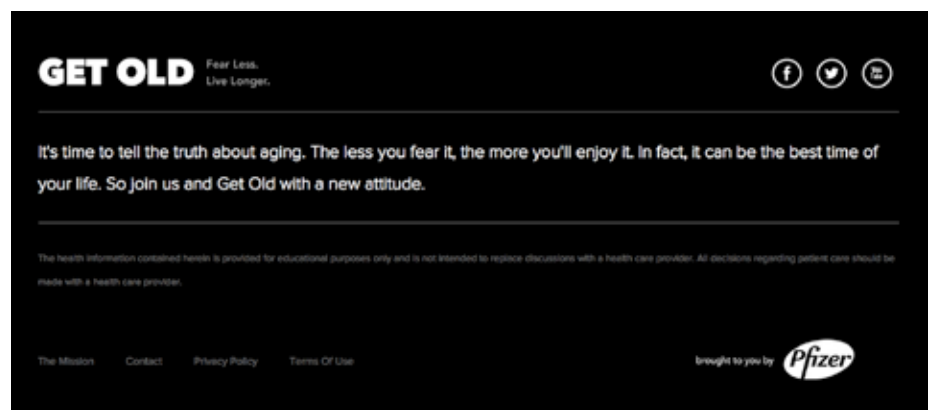 GET OLD
Fear Less.
Live Longer.
It's time to tell the truth about aging. The less you fear it, the more you'll enjoy it. In fact, it can be the best time of
your life. So join us and Get Old with a new attitude.
The health information contained herein is provided for educational purposes only and is not intended to replace discussions with a health care provider. All decisions regarding patient care should be
made with a health care provider.
The Mission Contact Privacy Policy Terms Of Use brought to you by Pfizer